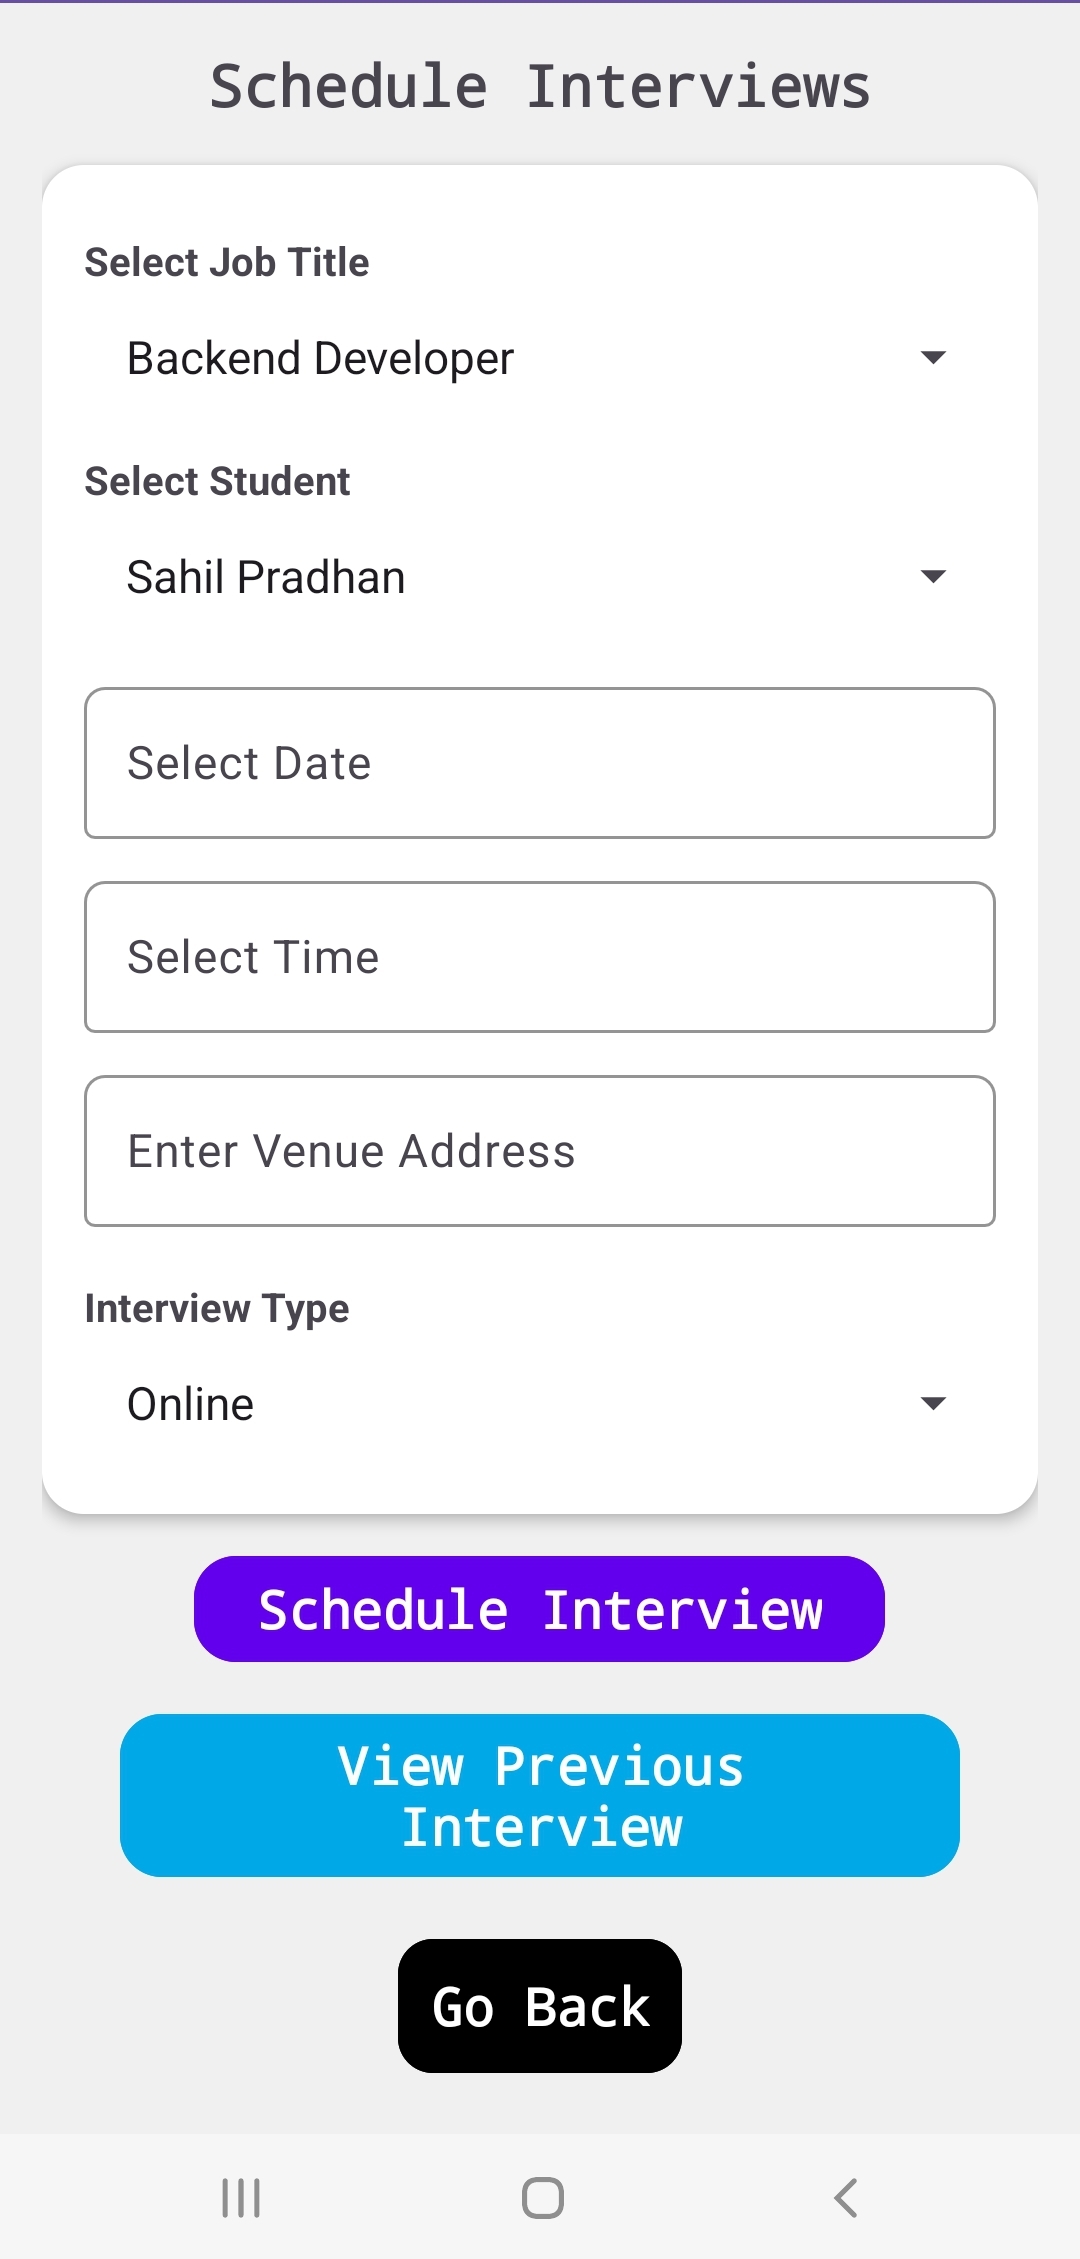 Schedule Interviews
Select Job Title
Backend Developer
Select Student
Sahil Pradhan
Select Date
Select Time
Enter Venue Address
Interview Type
Online
Schedule Interview
View Previous
Interview
Go Back